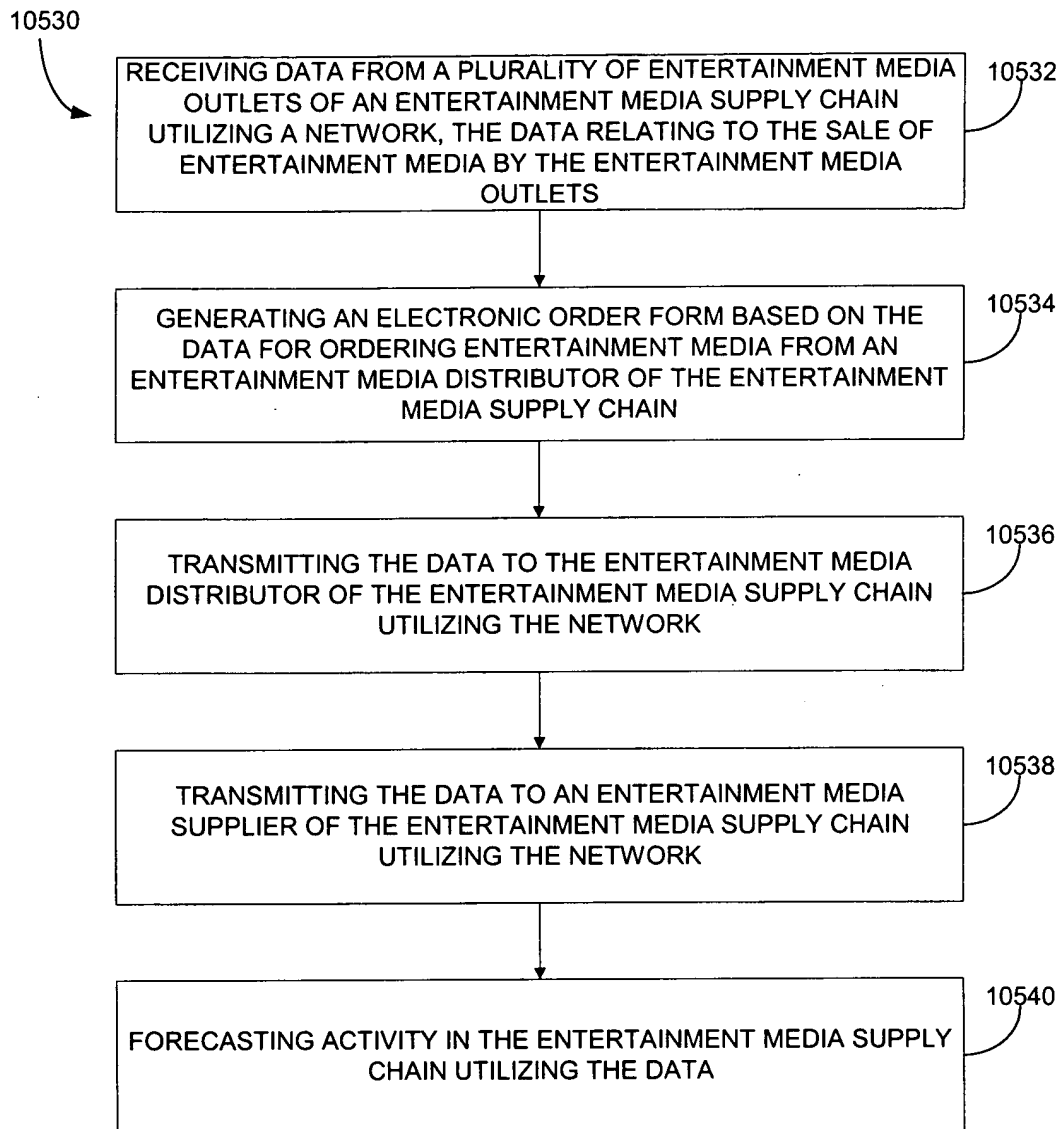 10530
RECEIVING DATA FROM A PLURALITY OF ENTERTAINMENT MEDIA
OUTLETS OF AN ENTERTAINMENT MEDIA SUPPLY CHAIN
UTILIZING A NETWORK, THE DATA RELATING TO THE SALE OF
ENTERTAINMENT MEDIA BY THE ENTERTAINMENT MEDIA
OUTLETS
10532
GENERATING AN ELECTRONIC ORDER FORM BASED ON THE
DATA FOR ORDERING ENTERTAINMENT MEDIA FROM AN
ENTERTAINMENT MEDIA DISTRIBUTOR OF THE ENTERTAINMENT
MEDIA SUPPLY CHAIN
10534
TRANSMITTING THE DATA TO THE ENTERTAINMENT MEDIA
DISTRIBUTOR OF THE ENTERTAINMENT MEDIA SUPPLY CHAIN
UTILIZING THE NETWORK
10536
TRANSMITTING THE DATA TO AN ENTERTAINMENT MEDIA
SUPPLIER OF THE ENTERTAINMENT MEDIA SUPPLY CHAIN
UTILIZING THE NETWORK
10538
FORECASTING ACTIVITY IN THE ENTERTAINMENT MEDIA SUPPLY
CHAIN UTILIZING THE DATA
10540